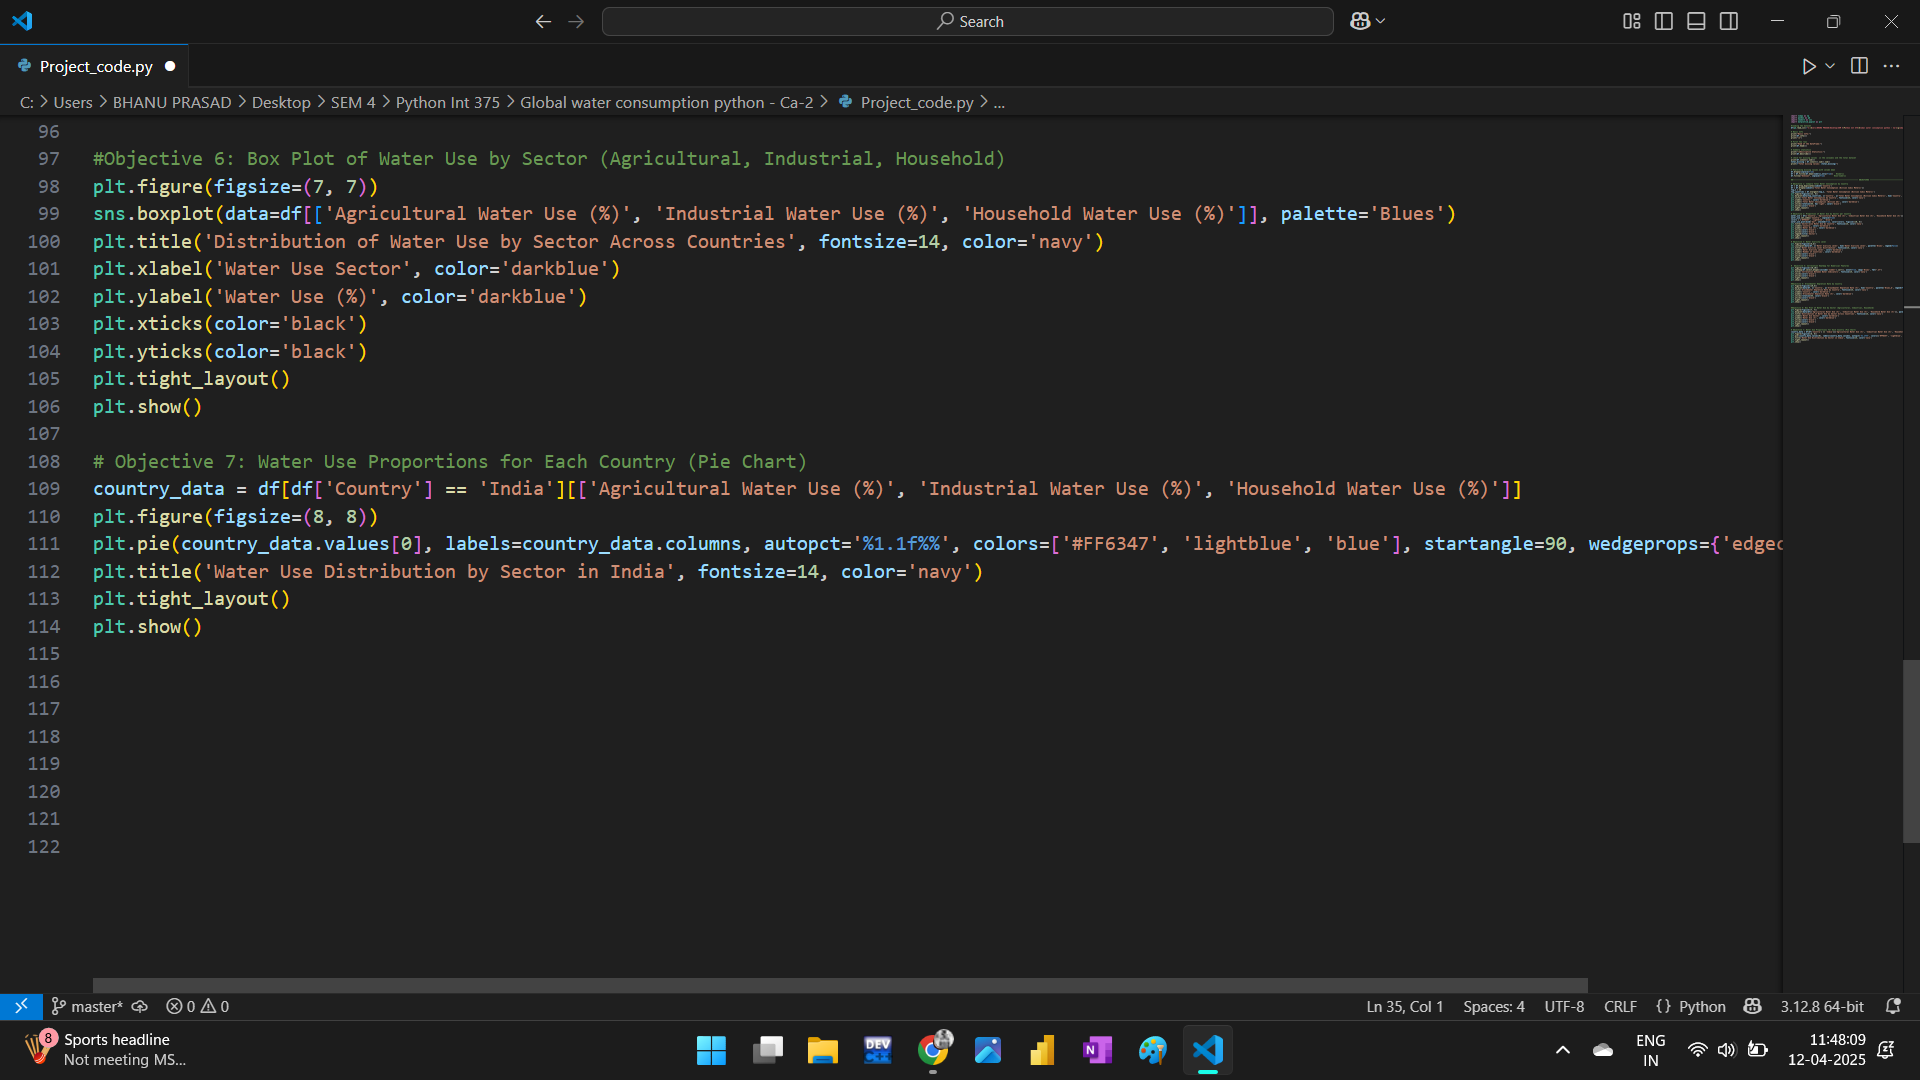 Search
Project_code.py
C: > Users > BHANU PRASAD > Desktop > SEM 4 > Python Int 375 > Global water consumption python - Ca-2 > Project_code.py > ...
96
97 #Objective 6: Box Plot of Water Use by Sector (Agricultural, Industrial, Household)
98 plt.figure(figsize=(7, 7))
99 sns.boxplot(data=df[['Agricultural Water Use (%)', 'Industrial Water Use (%)', 'Household Water Use (%)']], palette='Blues')
100 plt.title('Distribution of Water Use by Sector Across Countries', fontsize=14, color='navy')
101 plt.xlabel('Water Use Sector', color='darkblue')
102 plt.ylabel('Water Use (%)', color='darkblue')
103 plt.xticks(color='black')
104 plt.yticks(color='black')
105 plt.tight_layout()
106 plt.show()
107
108 # Objective 7: Water Use Proportions for Each Country (Pie Chart)
109 country_data = df[df['Country'] == 'India'][['Agricultural Water Use (%)', 'Industrial Water Use (%)', 'Household Water Use (%)']]
110 plt.figure(figsize=(8, 8))
111 plt.pie(country_data.values[0], labels=country_data.columns, autopct='%1.1f%%', colors=['#FF6347', 'lightblue', 'blue'], startangle=90, wedgeprops={'edgec
112 plt.title('Water Use Distribution by Sector in India', fontsize=14, color='navy')
113 plt.tight_layout()
114 plt.show()
115
116
117
118
119
120
121
122
master* 0 0 Ln 35, Col 1 Spaces: 4 UTF-8 CRLF {} Python 3.12.8 64-bit
8 Sports headline
Not meeting MS...
DEV C++
N
ENG
IN
11:48:09
12-04-2025